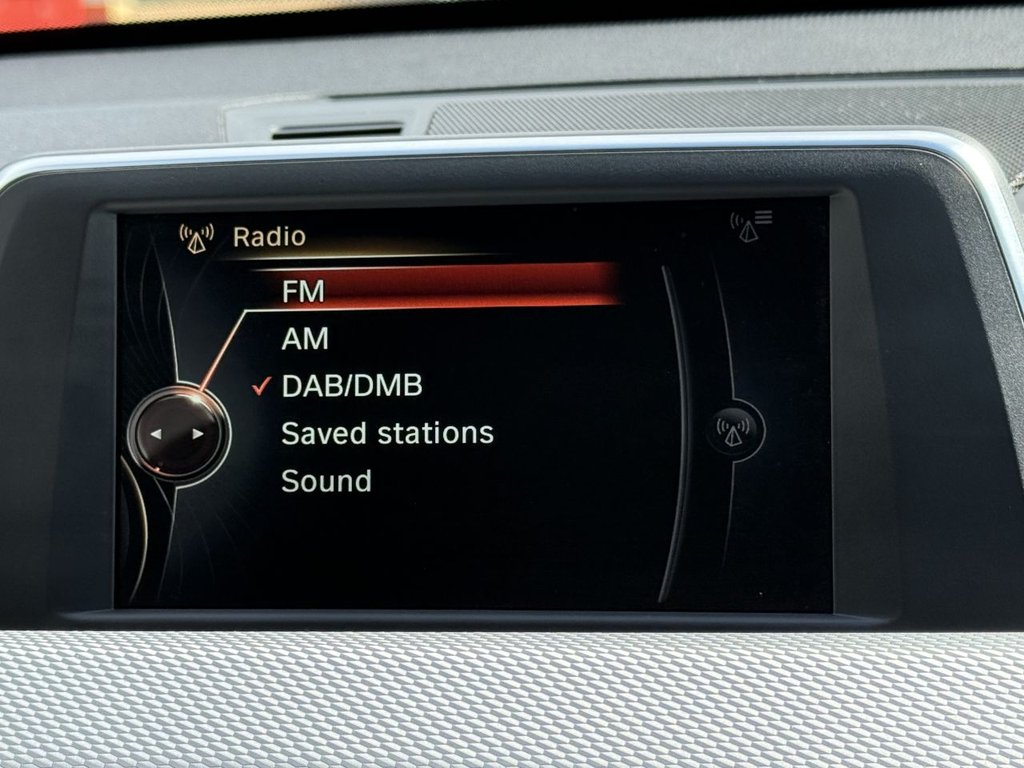 Radio
FM
AM
DAB/DMB
Saved stations
Sound